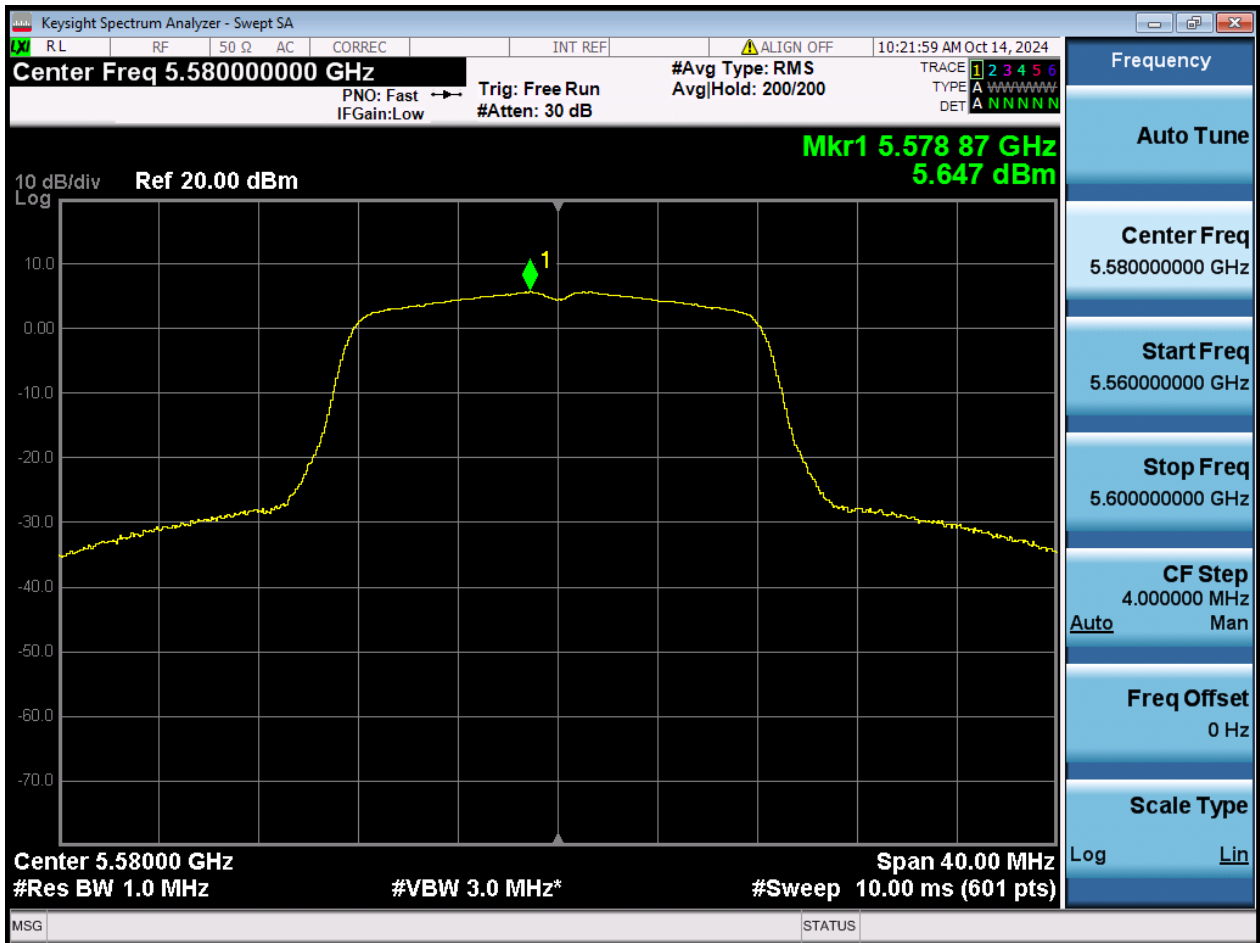 Keysight Spectrum Analyzer - Swept SA
LXI RL RF 50 Ω AC CORREC INT REF ALIGN OFF 10:21:59 AM Oct 14, 2024
Center Freq 5.580000000 GHz
PNO: Fast
IFGain:Low
Trig: Free Run
#Atten: 30 dB
#Avg Type: RMS
Avg|Hold: 200/200
TRACE 1 2 3 4 5 6
TYPE A WWWWW
DET A N N N N N
Mkr1 5.578 87 GHz
5.647 dBm
10 dB/div Ref 20.00 dBm
Log
1
10.0
0.00
-10.0
-20.0
-30.0
-40.0
-50.0
-60.0
-70.0
Center 5.58000 GHz Span 40.00 MHz
#Res BW 1.0 MHz #VBW 3.0 MHz* #Sweep 10.00 ms (601 pts)
MSG STATUS
Frequency
Auto Tune
Center Freq
5.580000000 GHz
Start Freq
5.560000000 GHz
Stop Freq
5.600000000 GHz
CF Step
4.000000 MHz
Auto Man
Freq Offset
0 Hz
Scale Type
Log Lin